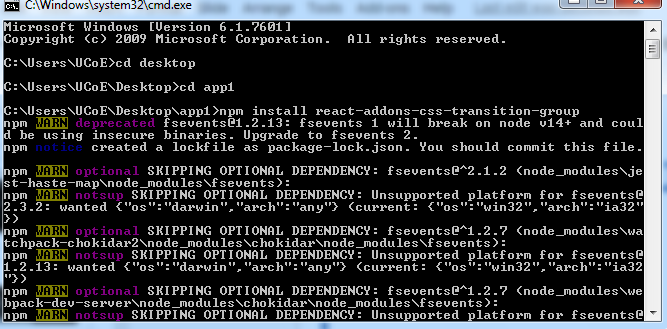 C:\Windows\system32\cmd.exe
Microsoft Windows [Version 6.1.7601]
Copyright (c) 2009 Microsoft Corporation.  All rights reserved.
C:\Users\UCoE>cd desktop
C:\Users\UCoE\Desktop>cd app1
C:\Users\UCoE\Desktop\app1>npm install react-addons-css-transition-group
npm WARN deprecated fsevents@1.2.13: fsevents 1 will break on node v14+ and coul
d be using insecure binaries. Upgrade to fsevents 2.
npm notice created a lockfile as package-lock.json. You should commit this file.
npm WARN optional SKIPPING OPTIONAL DEPENDENCY: fsevents@^2.1.2 (node_modules\je
st-haste-map\node_modules\fsevents):
npm WARN notsup SKIPPING OPTIONAL DEPENDENCY: Unsupported platform for fsevents@
2.3.2: wanted {"os":"darwin","arch":"any"} (current: {"os":"win32","arch":"ia32"
})
npm WARN optional SKIPPING OPTIONAL DEPENDENCY: fsevents@^1.2.7 (node_modules\wa
tchpack-chokidar2\node_modules\chokidar\node_modules\fsevents):
npm WARN notsup SKIPPING OPTIONAL DEPENDENCY: Unsupported platform for fsevents@
1.2.13: wanted {"os":"darwin","arch":"any"} (current: {"os":"win32","arch":"ia32
"})
npm WARN optional SKIPPING OPTIONAL DEPENDENCY: fsevents@^1.2.7 (node_modules\we
bpack-dev-server\node_modules\chokidar\node_modules\fsevents):
npm WARN notsup SKIPPING OPTIONAL DEPENDENCY: Unsupported platform for fsevents@